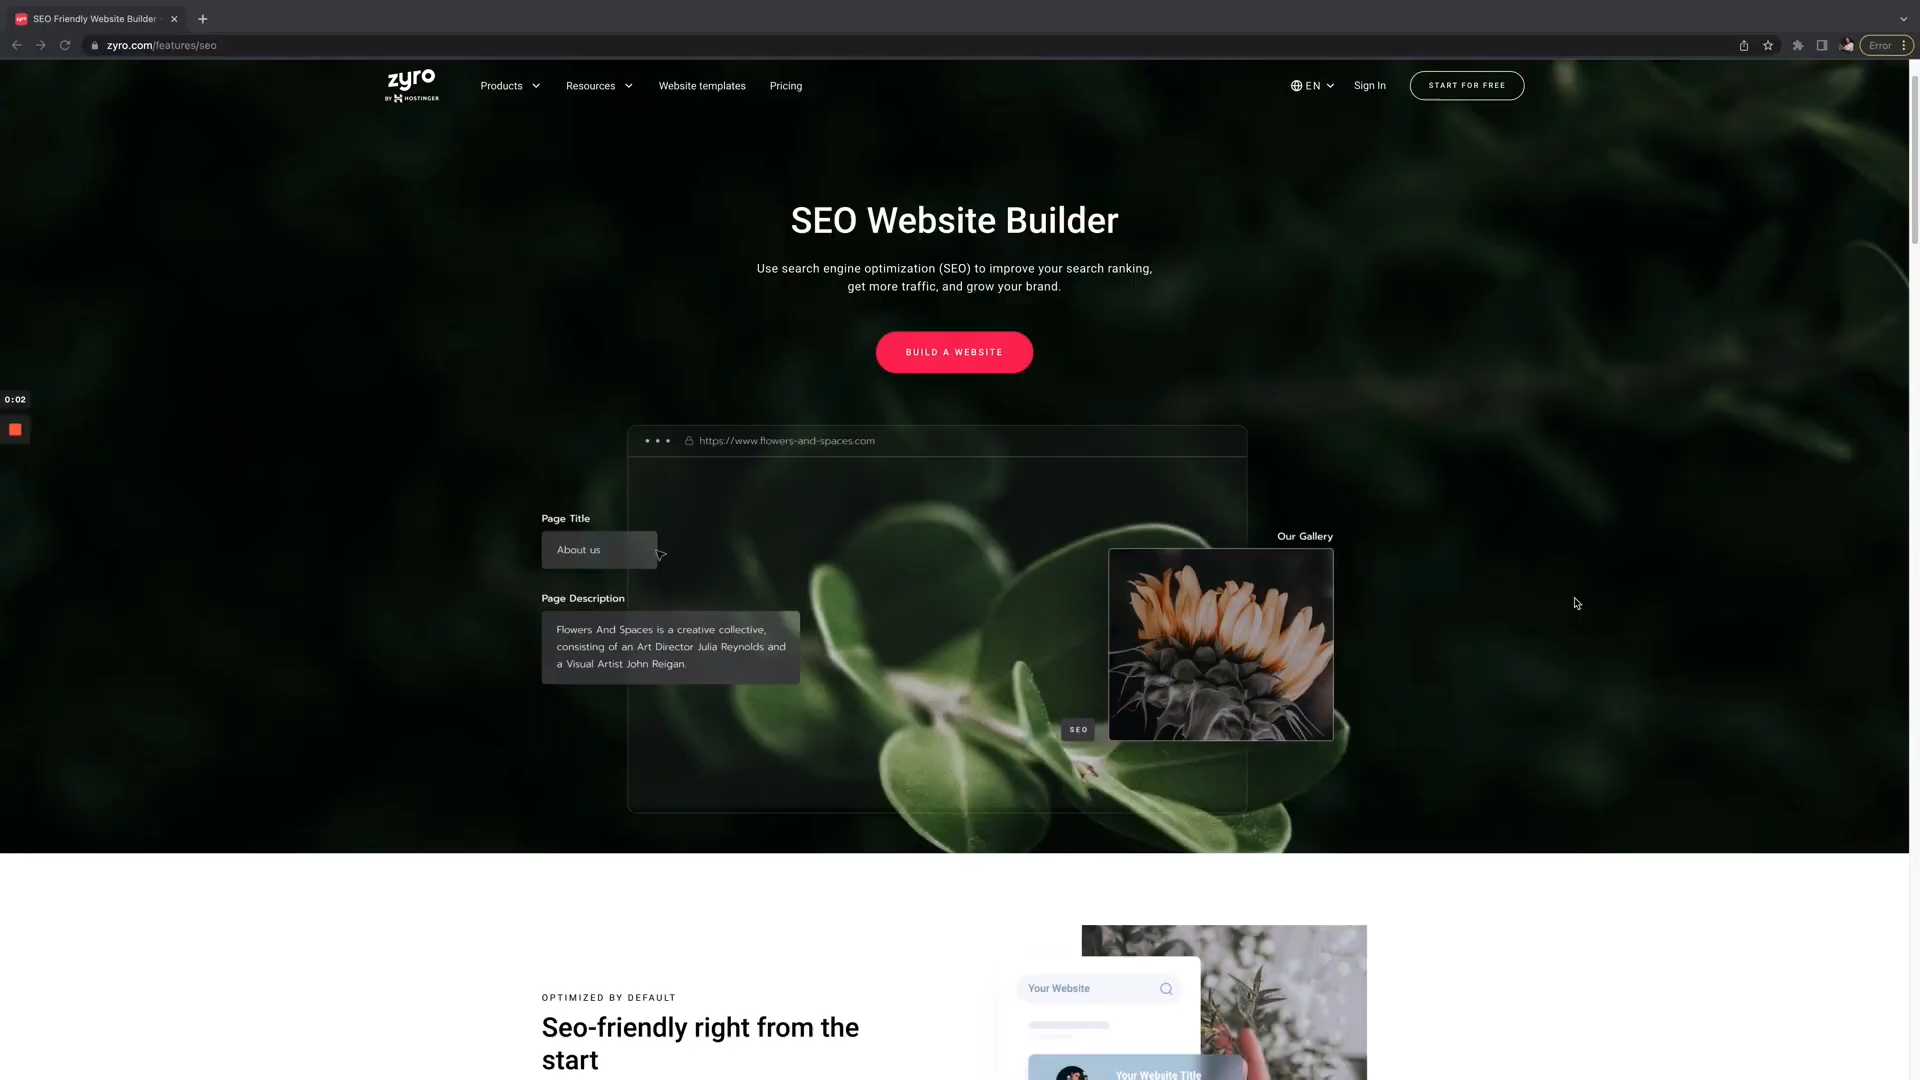 SEO Friendly Website Builder
zyro.com/features/seo
Error
zyro
BY HOSTINGER
Products
Resources
Website templates
Pricing
EN
Sign In
START FOR FREE
SEO Website Builder
Use search engine optimization (SEO) to improve your search ranking,
get more traffic, and grow your brand.
BUILD A WEBSITE
0:02
https://www.flowers-and-spaces.com
Page Title
About us
Our Gallery
Page Description
Flowers And Spaces is a creative collective,
consisting of an Art Director Julia Reynolds and
a Visual Artist John Reigan.
SEO
OPTIMIZED BY DEFAULT
Seo-friendly right from the
start
Your Website
Your Website Title